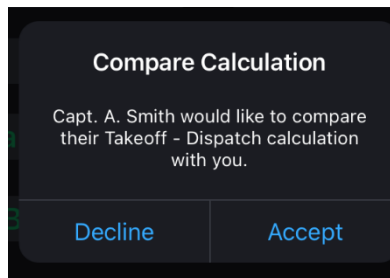 Compare Calculation
Capt. A. Smith would like to compare
their Takeoff - Dispatch calculation
with you.
Decline
Accept